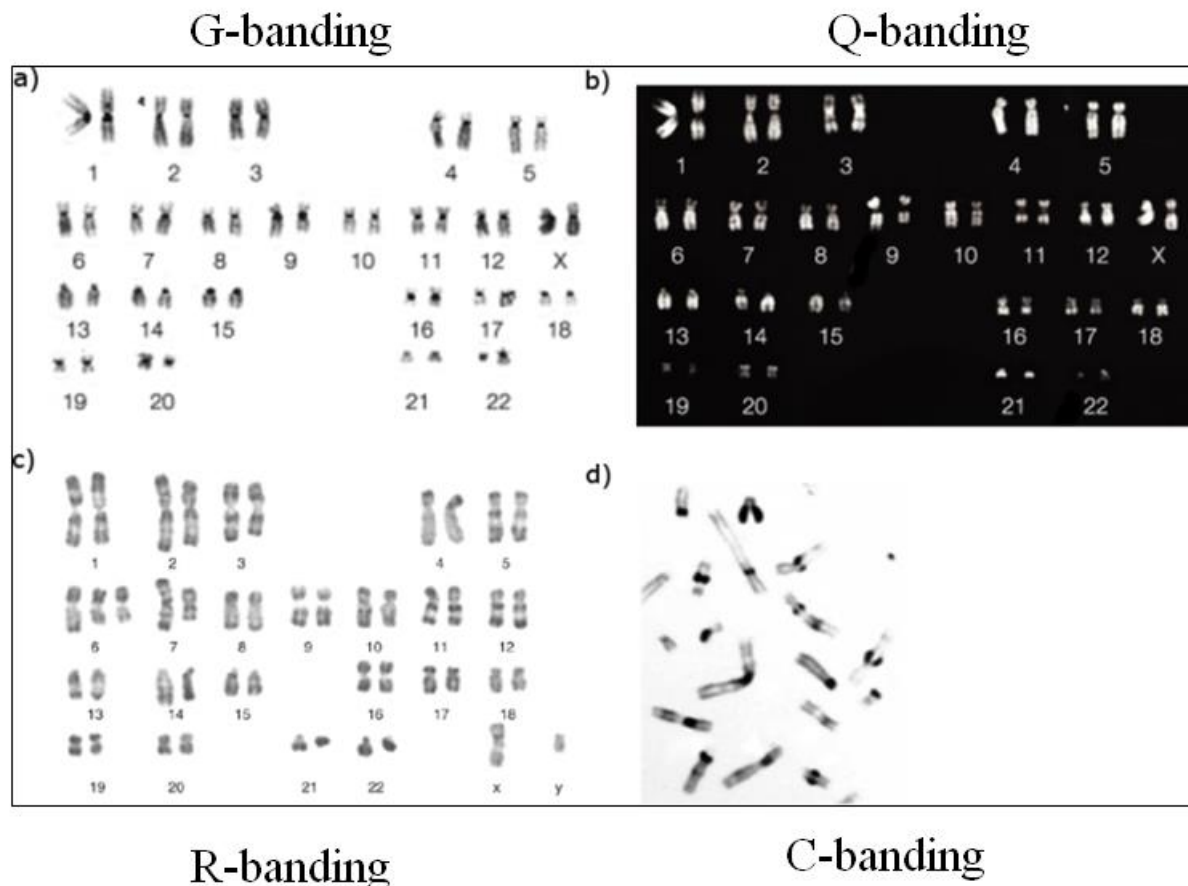 G-banding Q-banding
a) b)
1 2 3 4 5
1 2 3 4 5
6 7 8 9 10 11 12 X
6 7 8 9 10 11 12 X
13 14 15 16 17 18
13 14 15 16 17 18
19 20 21 22
19 20 21 22
c) d)
1 2 3 4 5
6 7 8 9 10 11 12
13 14 15 16 17 18
19 20 21 22 x y
R-banding C-banding